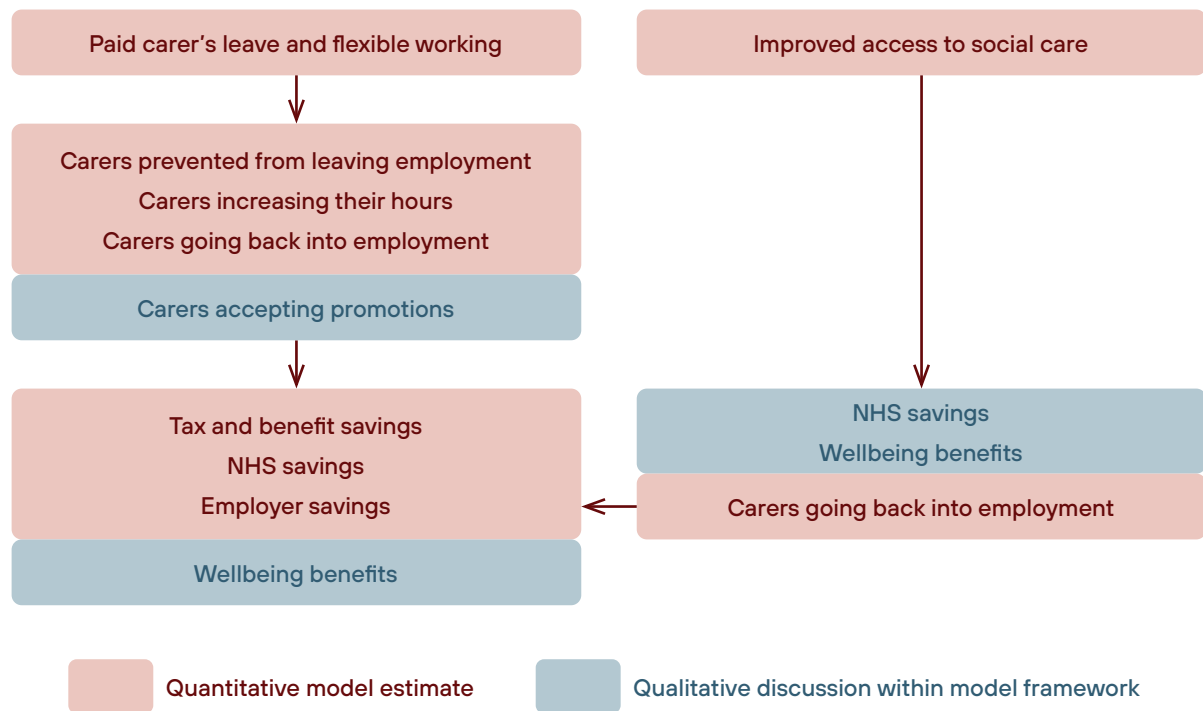 Paid carer’s leave and flexible working
Carers prevented from leaving employment
Carers increasing their hours
Carers going back into employment
Carers accepting promotions
Tax and benefit savings
NHS savings
Employer savings
Wellbeing benefits
Improved access to social care
NHS savings
Wellbeing benefits
Carers going back into employment
Quantitative model estimate
Qualitative discussion within model framework